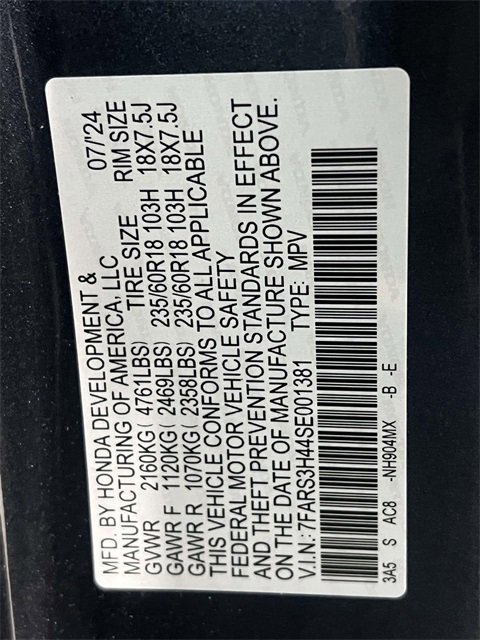 MFD. BY HONDA DEVELOPMENT &
MANUFACTURING OF AMERICA, LLC 07/'24
GVWR 2160KG( 4761LBS) TIRE SIZE RIM SIZE
GAWR F 1120KG( 2469LBS) 235/60R18 103H 18X7.5J
GAWR R 1070KG( 2358LBS) 235/60R18 103H 18X7.5J
THIS VEHICLE CONFORMS TO ALL APPLICABLE
FEDERAL MOTOR VEHICLE SAFETY
AND THEFT PREVENTION STANDARDS IN EFFECT
ON THE DATE OF MANUFACTURE SHOWN ABOVE.
V.I.N.: 7FARS3H44SE001381 TYPE: MPV
3A5 S AC8 -NH904MX -B -E